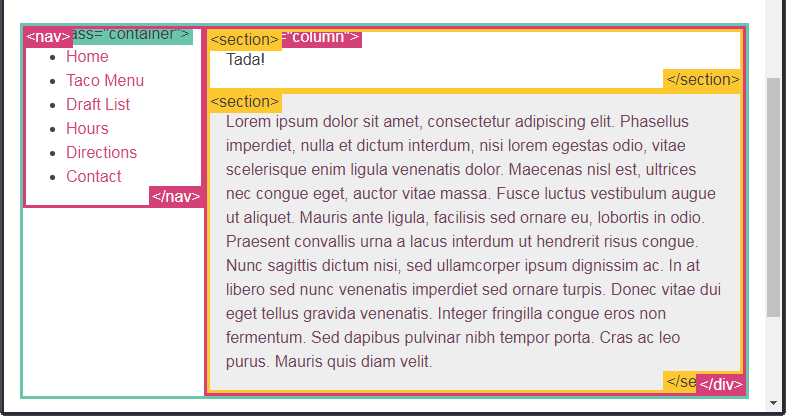 <nav>
ass="container">
Home
Taco Menu
Draft List
Hours
Directions
Contact
</nav>
<section>
="column">
Tada!
</section>
<section>
Lorem ipsum dolor sit amet, consectetur adipiscing elit. Phasellus
imperdiet, nulla et dictum interdum, nisi lorem egestas odio, vitae
scelerisque enim ligula venenatis dolor. Maecenas nisl est, ultrices
nec congue eget, auctor vitae massa. Fusce luctus vestibulum augue
ut aliquet. Mauris ante ligula, facilisis sed ornare eu, lobortis in odio.
Praesent convallis urna a lacus interdum ut hendrerit risus congue.
Nunc sagittis dictum nisi, sed ullamcorper ipsum dignissim ac. In at
libero sed nunc venenatis imperdiet sed ornare turpis. Donec vitae dui
eget tellus gravida venenatis. Integer fringilla congue eros non
fermentum. Sed dapibus pulvinar nibh tempor porta. Cras ac leo
purus. Mauris quis diam velit.
</se
</div>